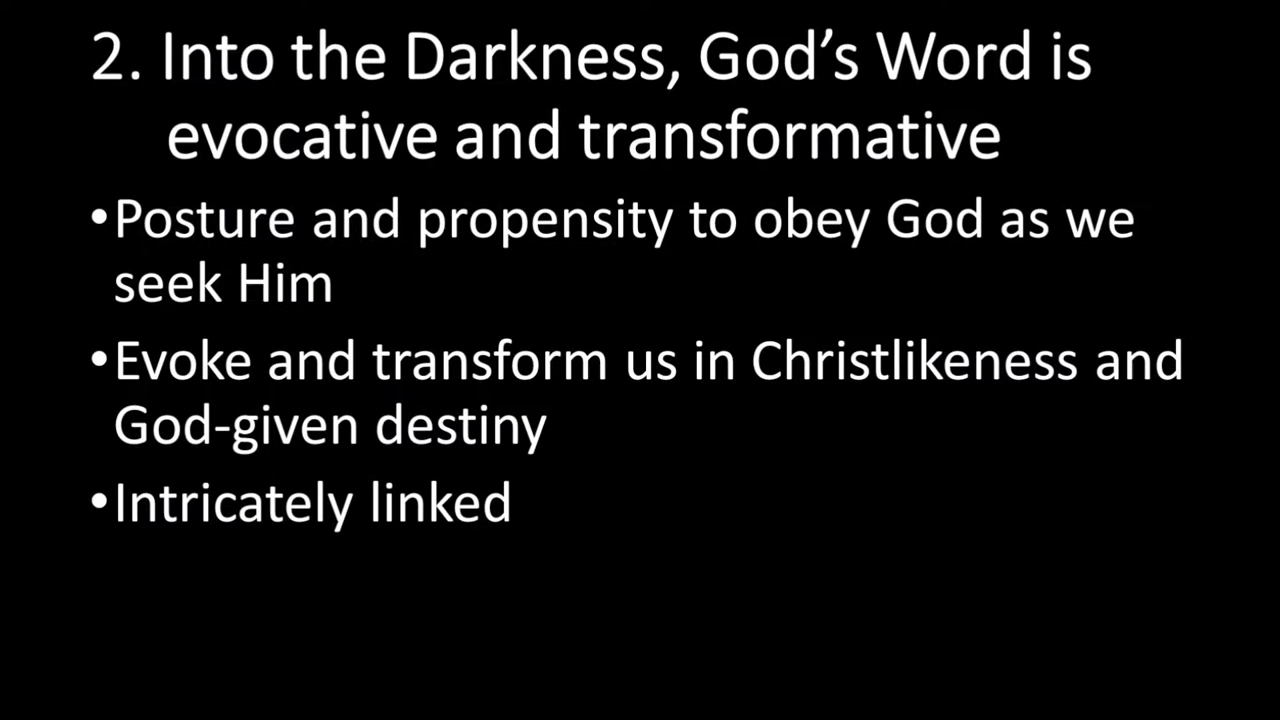 2. Into the Darkness, God’s Word is
evocative and transformative
•Posture and propensity to obey God as we
seek Him
•Evoke and transform us in Christlikeness and
God-given destiny
•Intricately linked